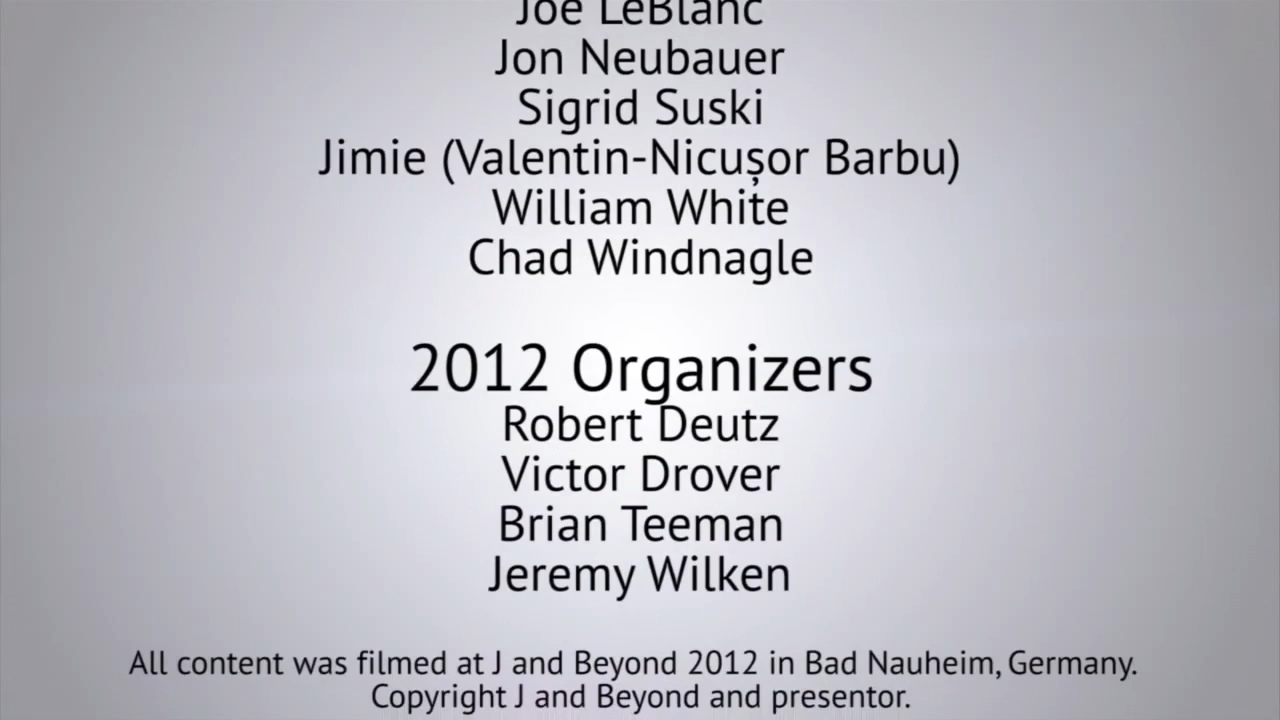 Joe LeBlanc
Jon Neubauer
Sigrid Suski
Jimie (Valentin-Nicușor Barbu)
William White
Chad Windnagle
2012 Organizers
Robert Deutz
Victor Drover
Brian Teeman
Jeremy Wilken
All content was filmed at J and Beyond 2012 in Bad Nauheim, Germany.
Copyright J and Beyond and presentor.